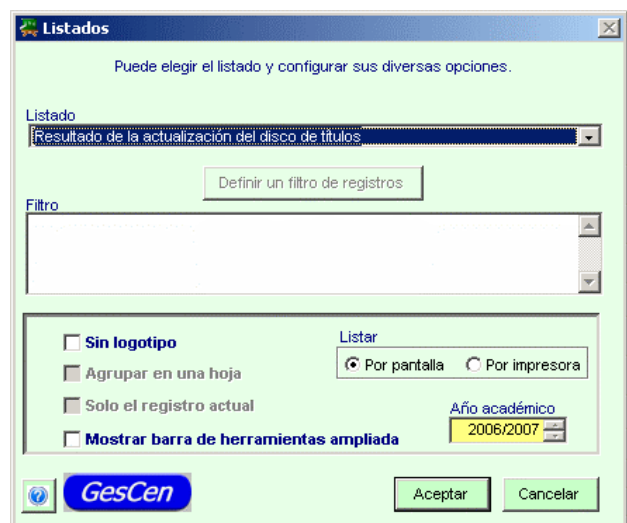 Listados
Puede elegir el listado y configurar sus diversas opciones.
Listado
Resultado de la actualización del disco de títulos
Definir un filtro de registros
Filtro
Sin logotipo
Listar
Por pantalla Por impresora
Agrupar en una hoja
Solo el registro actual
Año académico
2006/2007
Mostrar barra de herramientas ampliada
GesCen
Aceptar Cancelar